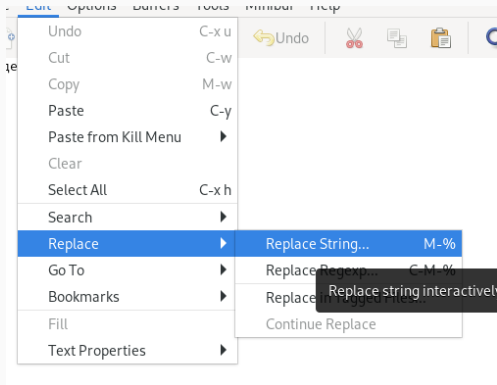 Edit Options Buffers Tools Minibuf Help
Undo C-x u
Undo
Cut C-w
Copy M-w
Paste C-y
Paste from Kill Menu
Clear
Select All C-x h
Search
Replace
Replace String... M-%
Go To
Replace Regexp... C-M-%
Replace string interactively
Bookmarks
Replace in Tagged Files...
Fill
Continue Replace
Text Properties